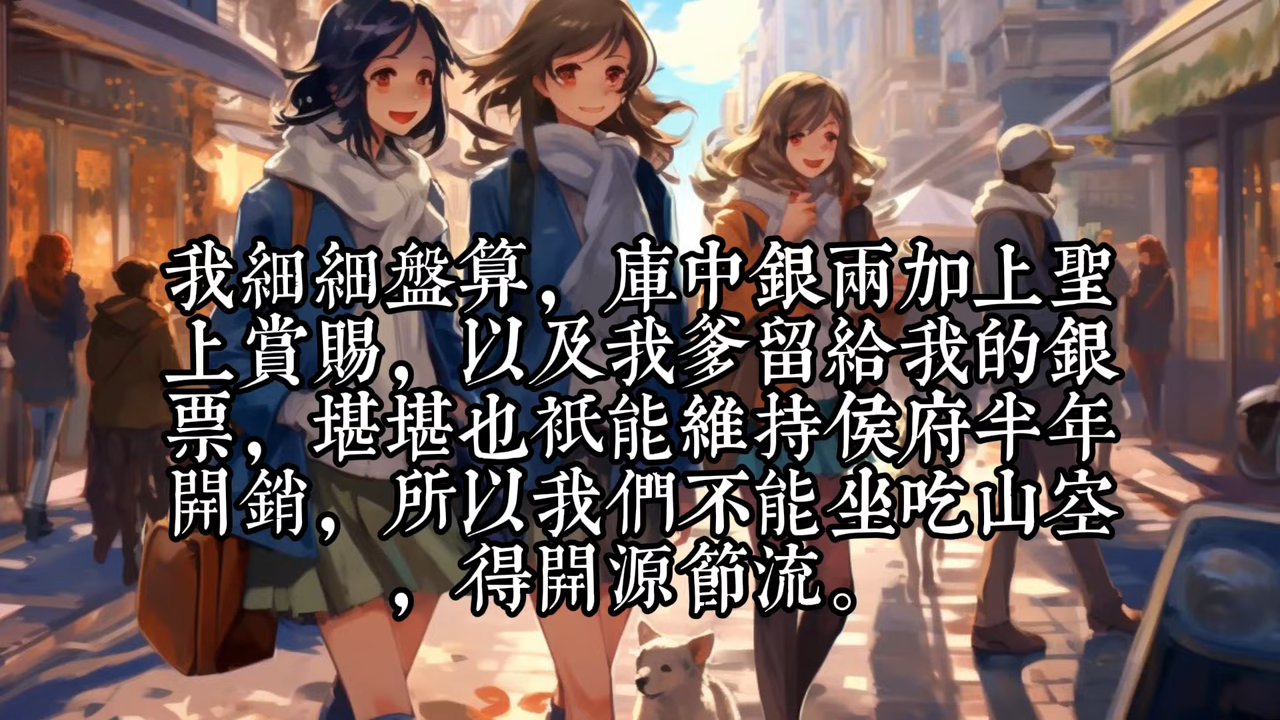 我細細盤算，庫中銀兩加上聖
上賞賜，以及我爹留給我的銀
票，堪堪也衹能維持侯府半年
開銷，所以我們不能坐吃山空
，得開源節流。